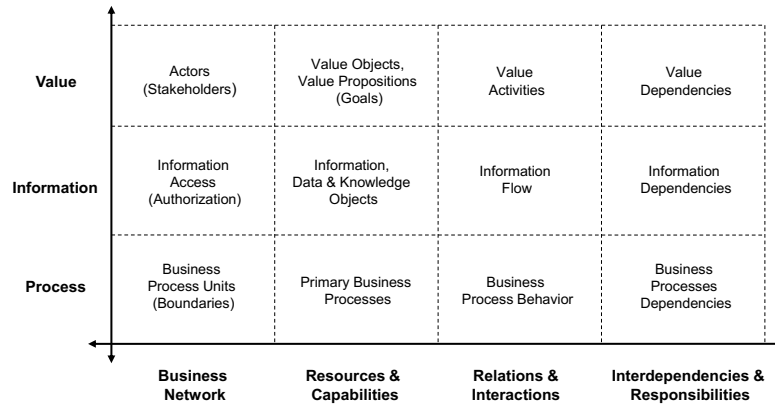 Value
Actors
(Stakeholders)
Value Objects,
Value Propositions
(Goals)
Value
Activities
Value
Dependencies
Information
Information
Access
(Authorization)
Information,
Data & Knowledge
Objects
Information
Flow
Information
Dependencies
Process
Business
Process Units
(Boundaries)
Primary Business
Processes
Business
Process Behavior
Business
Processes
Dependencies
Business
Network
Resources &
Capabilities
Relations &
Interactions
Interdependencies &
Responsibilities